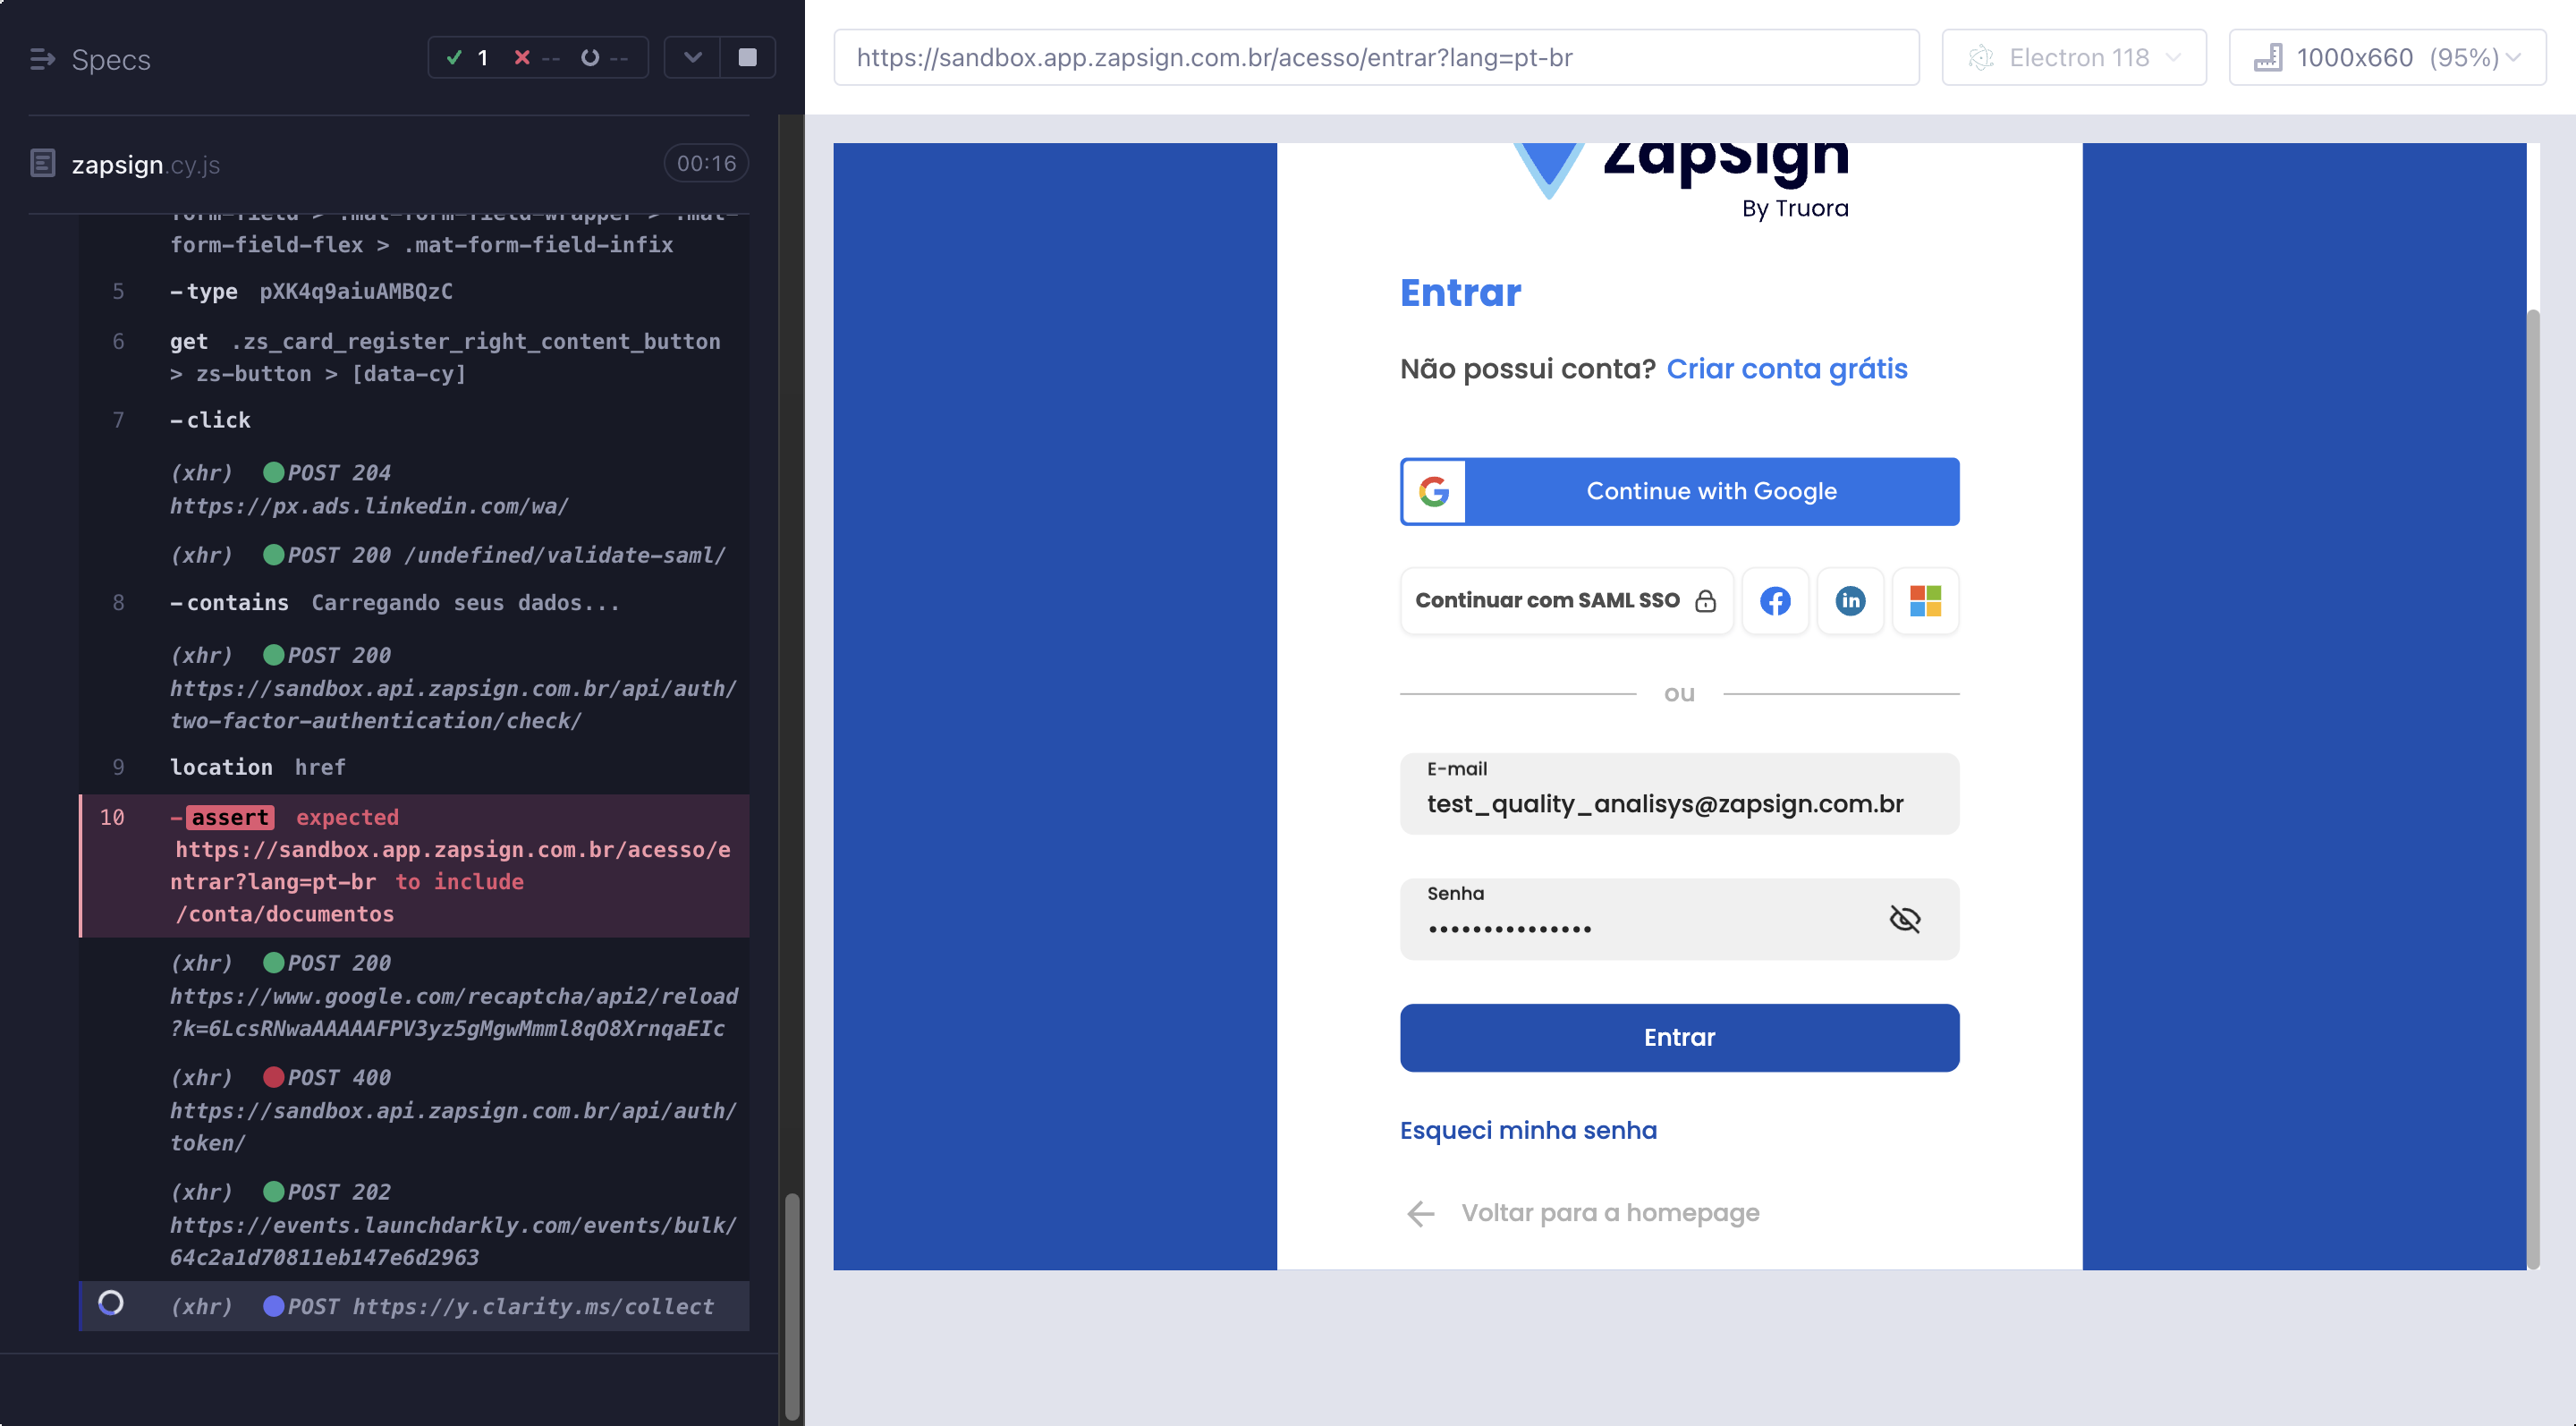 Specs
1
--
--
https://sandbox.app.zapsign.com.br/acesso/entrar?lang=pt-br
Electron 118
1000x660 (95%)
zapsign.cy.js
00:16
form-field > .mat-form-field-wrapper > .mat-
form-field-flex > .mat-form-field-infix
5 -type pXK4q9aiuAMBQzC
6 get .zs_card_register_right_content_button
> zs-button > [data-cy]
7 -click
(xhr) POST 204
https://px.ads.linkedin.com/wa/
(xhr) POST 200 /undefined/validate-saml/
8 -contains Carregando seus dados...
(xhr) POST 200
https://sandbox.api.zapsign.com.br/api/auth/
two-factor-authentication/check/
9 location href
10 -assert expected
https://sandbox.app.zapsign.com.br/acesso/e
ntrar?lang=pt-br to include
/conta/documentos
(xhr) POST 200
https://www.google.com/recaptcha/api2/reload
?k=6LcsRNwaAAAAAFPV3yz5gMgwMmml8qO8XrnqaEIc
(xhr) POST 400
https://sandbox.api.zapsign.com.br/api/auth/
token/
(xhr) POST 202
https://events.launchdarkly.com/events/bulk/
64c2a1d70811eb147e6d2963
(xhr) POST https://y.clarity.ms/collect
ZapSign
By Truora
Entrar
Não possui conta? Criar conta grátis
Continue with Google
Continuar com SAML SSO
ou
E-mail
test_quality_analisys@zapsign.com.br
Senha
•••••••••••••••
Entrar
Esqueci minha senha
Voltar para a homepage